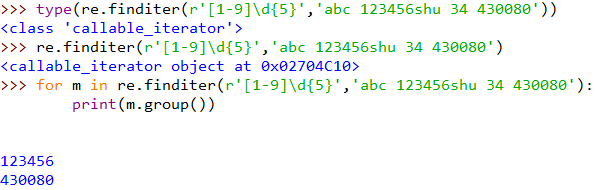 >>> type(re.finditer(r'[1-9]\d{5}','abc 123456shu 34 430080'))
<class 'callable_iterator'>
>>> re.finditer(r'[1-9]\d{5}','abc 123456shu 34 430080')
<callable_iterator object at 0x02704C10>
>>> for m in re.finditer(r'[1-9]\d{5}','abc 123456shu 34 430080'):
        print(m.group())
123456
430080